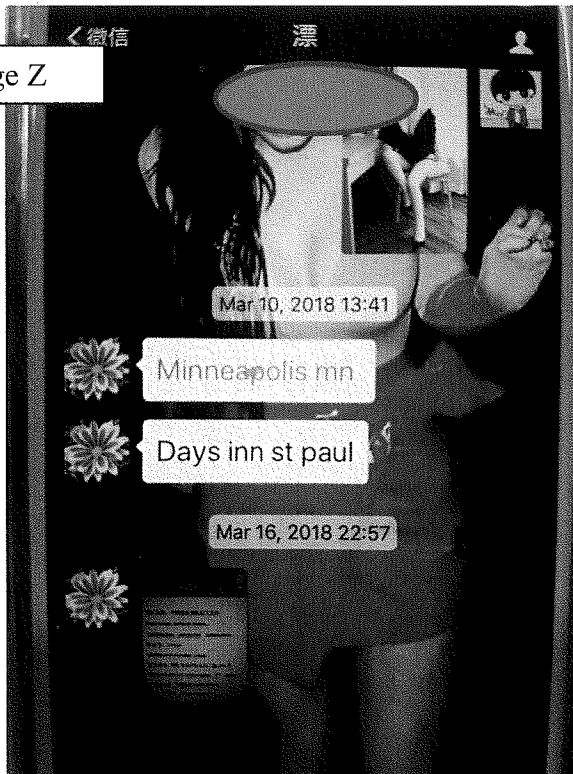 ge Z
微信
漂
Mar 10, 2018 13:41
Minneapolis mn
Days inn st paul
Mar 16, 2018 22:57